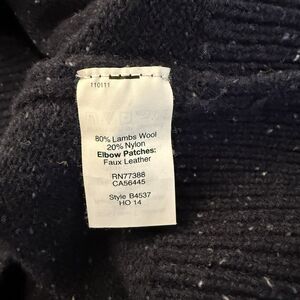 110111
80% Lambs Wool
20% Nylon
Elbow Patches:
Faux Leather
RN77388
CA56445
Style B4537
HO 14